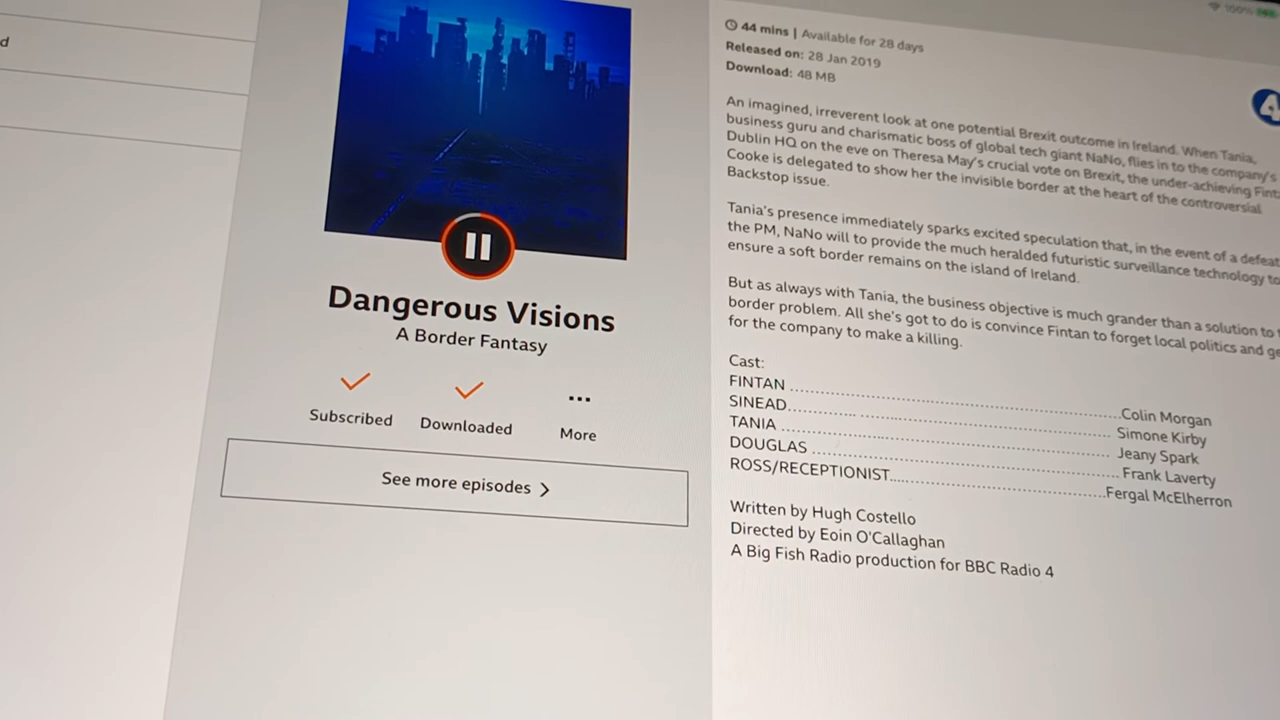 d
Dangerous Visions
A Border Fantasy
Subscribed
Downloaded
More
See more episodes
100%
44 mins | Available for 28 days
Released on: 28 Jan 2019
Download: 48 MB
4
An imagined, irreverent look at one potential Brexit outcome in Ireland. When Tania,
business guru and charismatic boss of global tech giant NaNo, flies in to the company's
Dublin HQ on the eve on Theresa May's crucial vote on Brexit, the under-achieving Fint
Cooke is delegated to show her the invisible border at the heart of the controversial
Backstop issue.
Tania's presence immediately sparks excited speculation that, in the event of a defeat
the PM, NaNo will to provide the much heralded futuristic surveillance technology to
ensure a soft border remains on the island of Ireland.
But as always with Tania, the business objective is much grander than a solution to
border problem. All she's got to do is convince Fintan to forget local politics and ge
for the company to make a killing.
Cast:
FINTAN ........................................................................Colin Morgan
SINEAD............... ....................................................... Simone Kirby
TANIA ....................................................................... Jeany Spark
DOUGLAS .................................................................. Frank Laverty
ROSS/RECEPTIONIST..............................................Fergal McElherron
Written by Hugh Costello
Directed by Eoin O'Callaghan
A Big Fish Radio production for BBC Radio 4